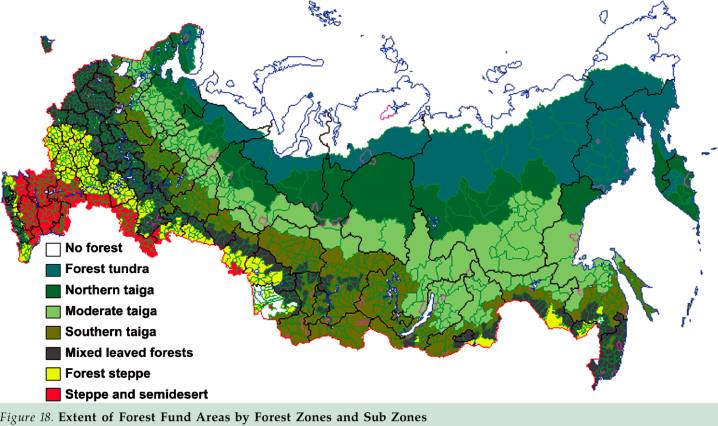 No forest
Forest tundra
Northern taiga
Moderate taiga
Southern taiga
Mixed leaved forests
Forest steppe
Steppe and semidesert
Figure 18. Extent of Forest Fund Areas by Forest Zones and Sub Zones